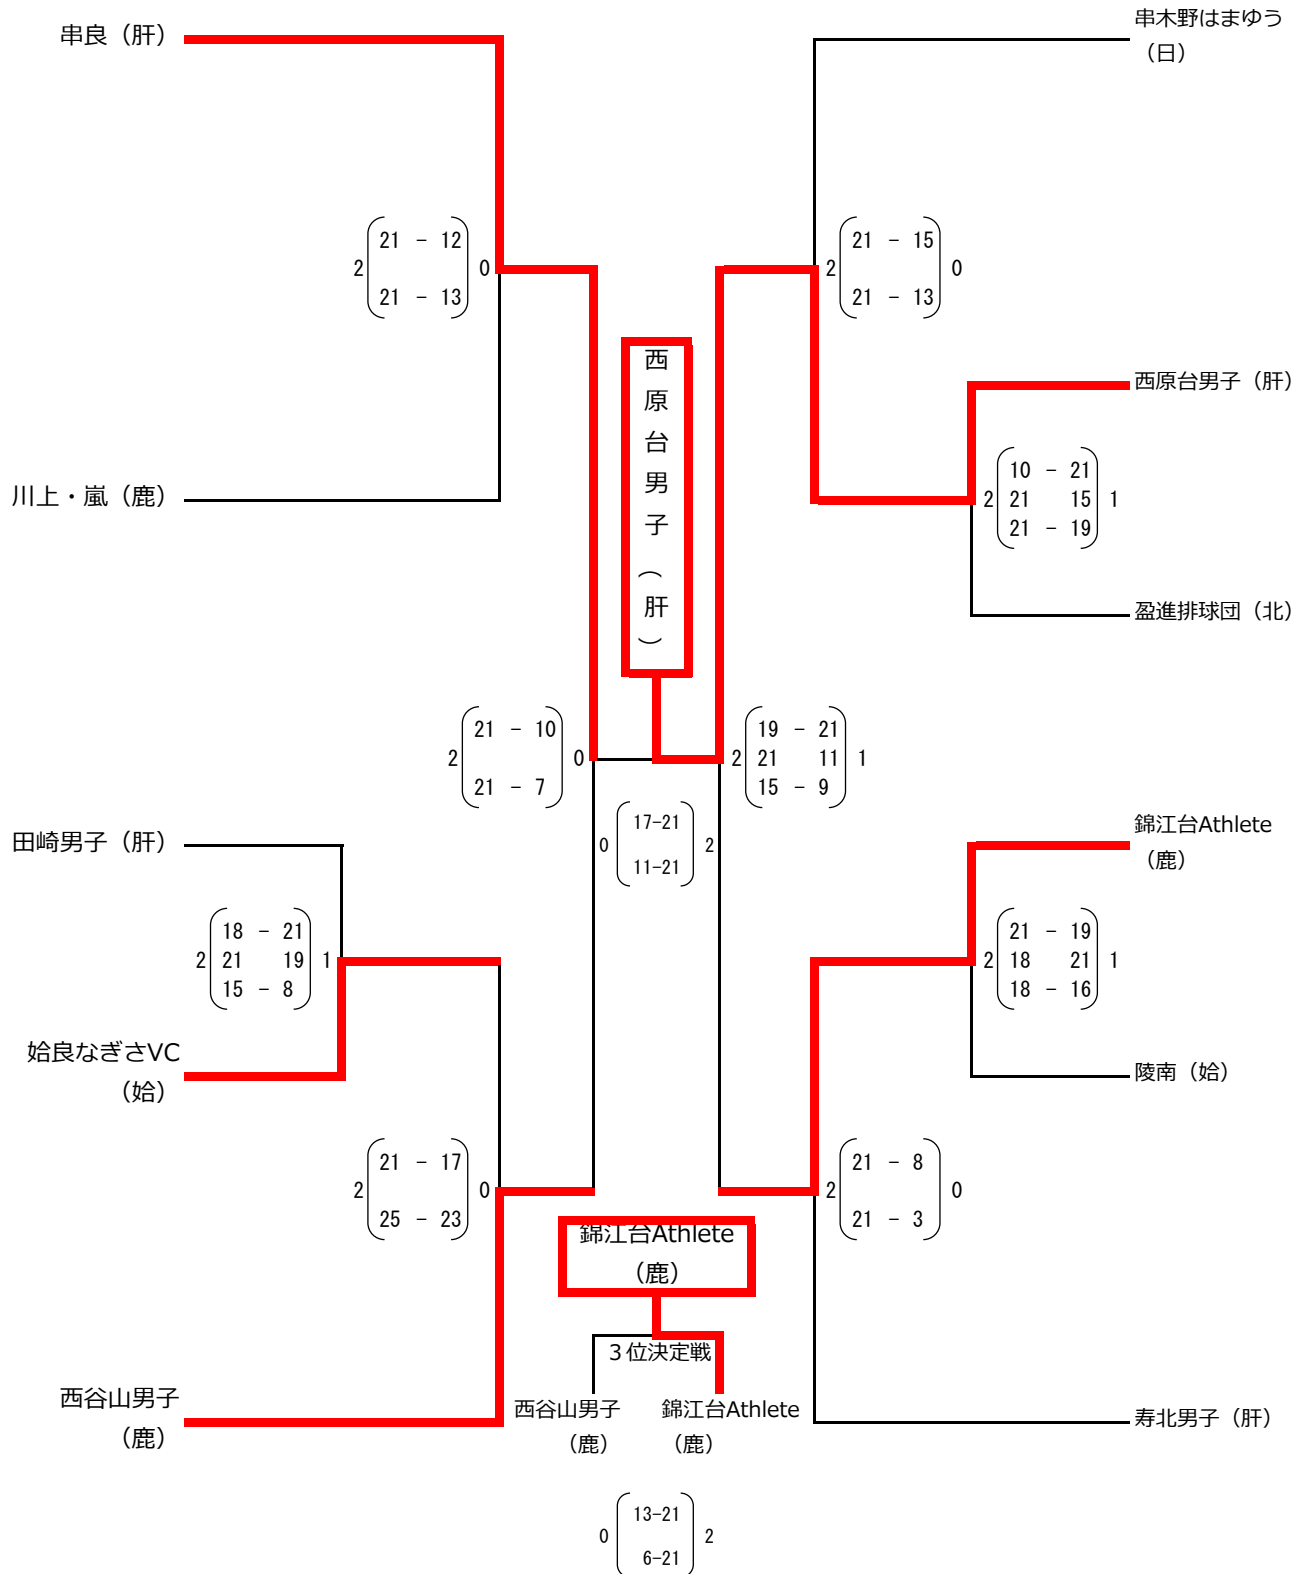 串良（肝）
串木野はまゆう
（日）
2 21 - 12 0
21 - 13
2 21 - 15 0
21 - 13
西原台男子（肝）
西原台男子（肝）
川上・嵐（鹿）
10 - 21
2 21 15 1
21 - 19
盈進排球団（北）
21 - 10
2 0
21 - 7
19 - 21
2 21 11 1
15 - 9
17-21
0 2
11-21
田崎男子（肝）
錦江台Athlete
（鹿）
18 - 21
2 21 19 1
15 - 8
21 - 19
2 18 21 1
18 - 16
姶良なぎさVC
（姶）
陵南（姶）
21 - 17
2 0
25 - 23
21 - 8
2 0
21 - 3
錦江台Athlete
（鹿）
３位決定戦
西谷山男子
（鹿）
西谷山男子
（鹿）
錦江台Athlete
（鹿）
寿北男子（肝）
13-21
0 2
6-21